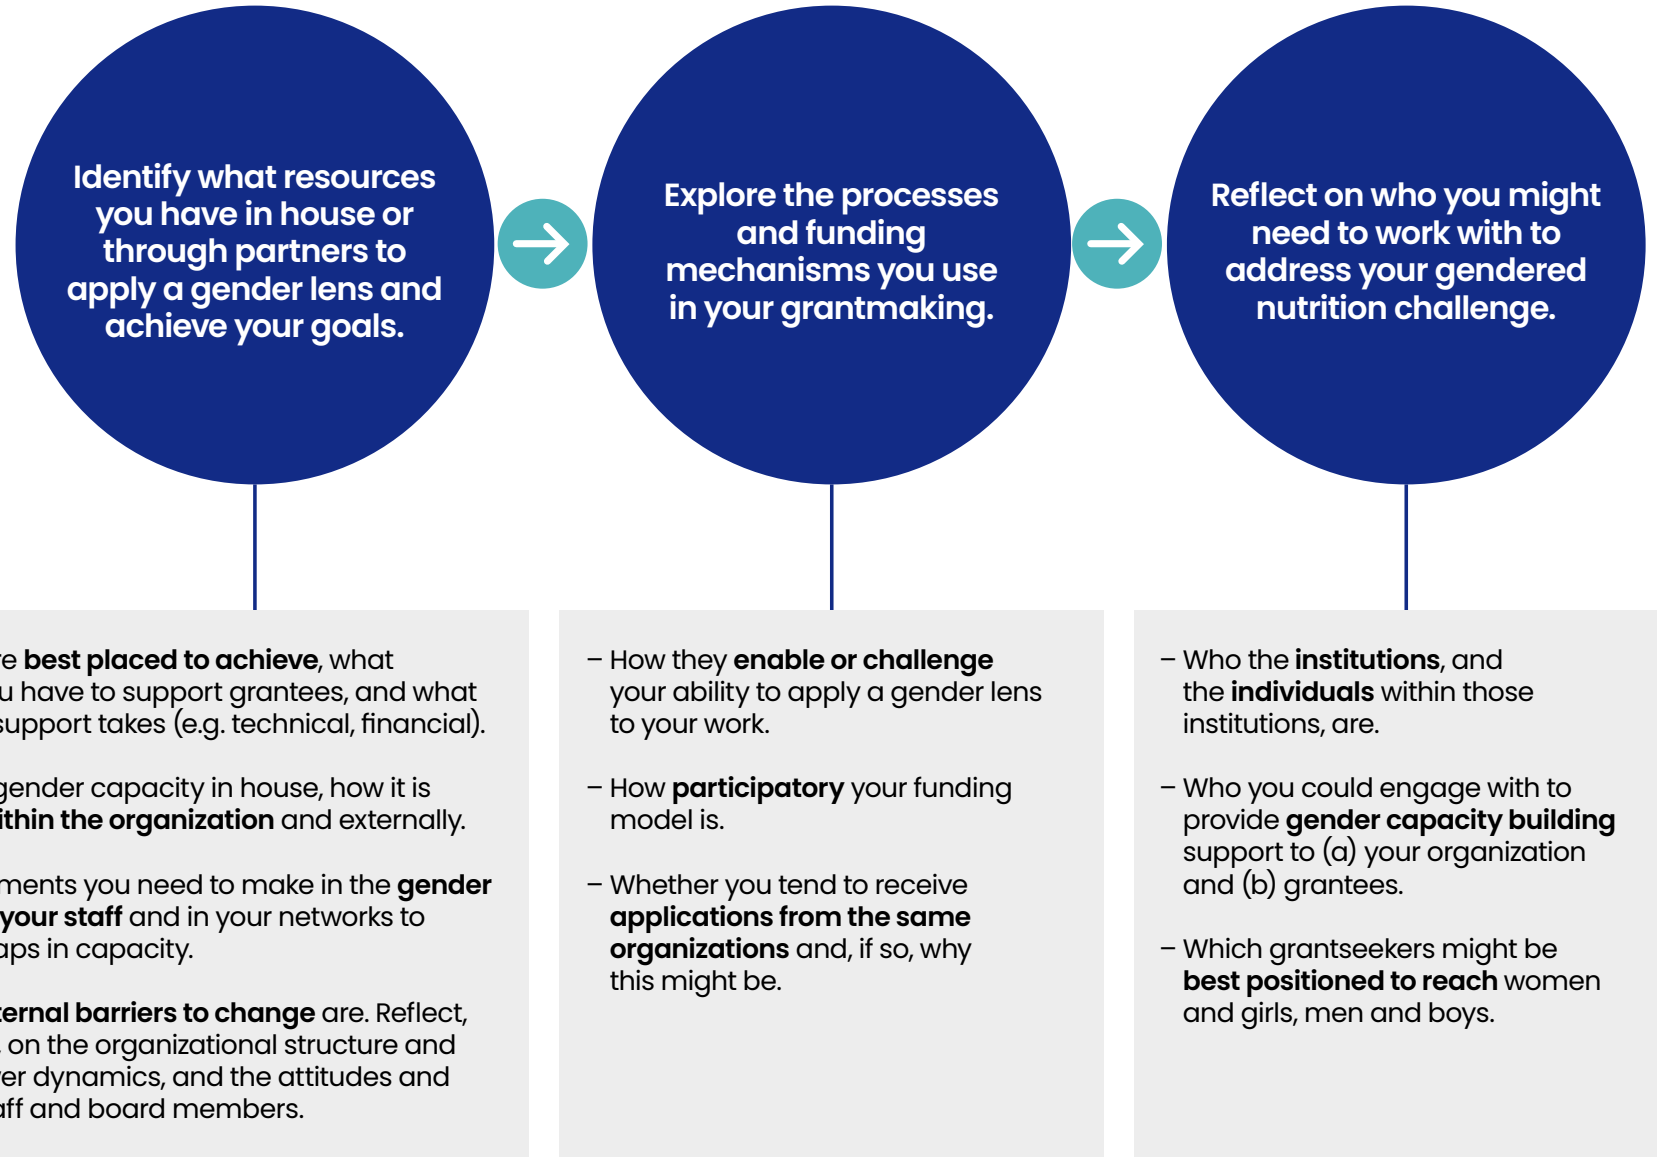 Identify what resources
you have in house or
through partners to
apply a gender lens and
achieve your goals.
Explore the processes
and funding
mechanisms you use
in your grantmaking.
Reflect on who you might
need to work with to
address your gendered
nutrition challenge.
best placed to achieve, what
have to support grantees, and what
support takes (e.g. technical, financial).
gender capacity in house, how it is
within the organization and externally.
you need to make in the gender
your staff and in your networks to
in capacity.
barriers to change are. Reflect,
on the organizational structure and
dynamics, and the attitudes and
and board members.
– How they enable or challenge
your ability to apply a gender lens
to your work.
– How participatory your funding
model is.
– Whether you tend to receive
applications from the same
organizations and, if so, why
this might be.
– Who the institutions, and
the individuals within those
institutions, are.
– Who you could engage with to
provide gender capacity building
support to (a) your organization
and (b) grantees.
– Which grantseekers might be
best positioned to reach women
and girls, men and boys.